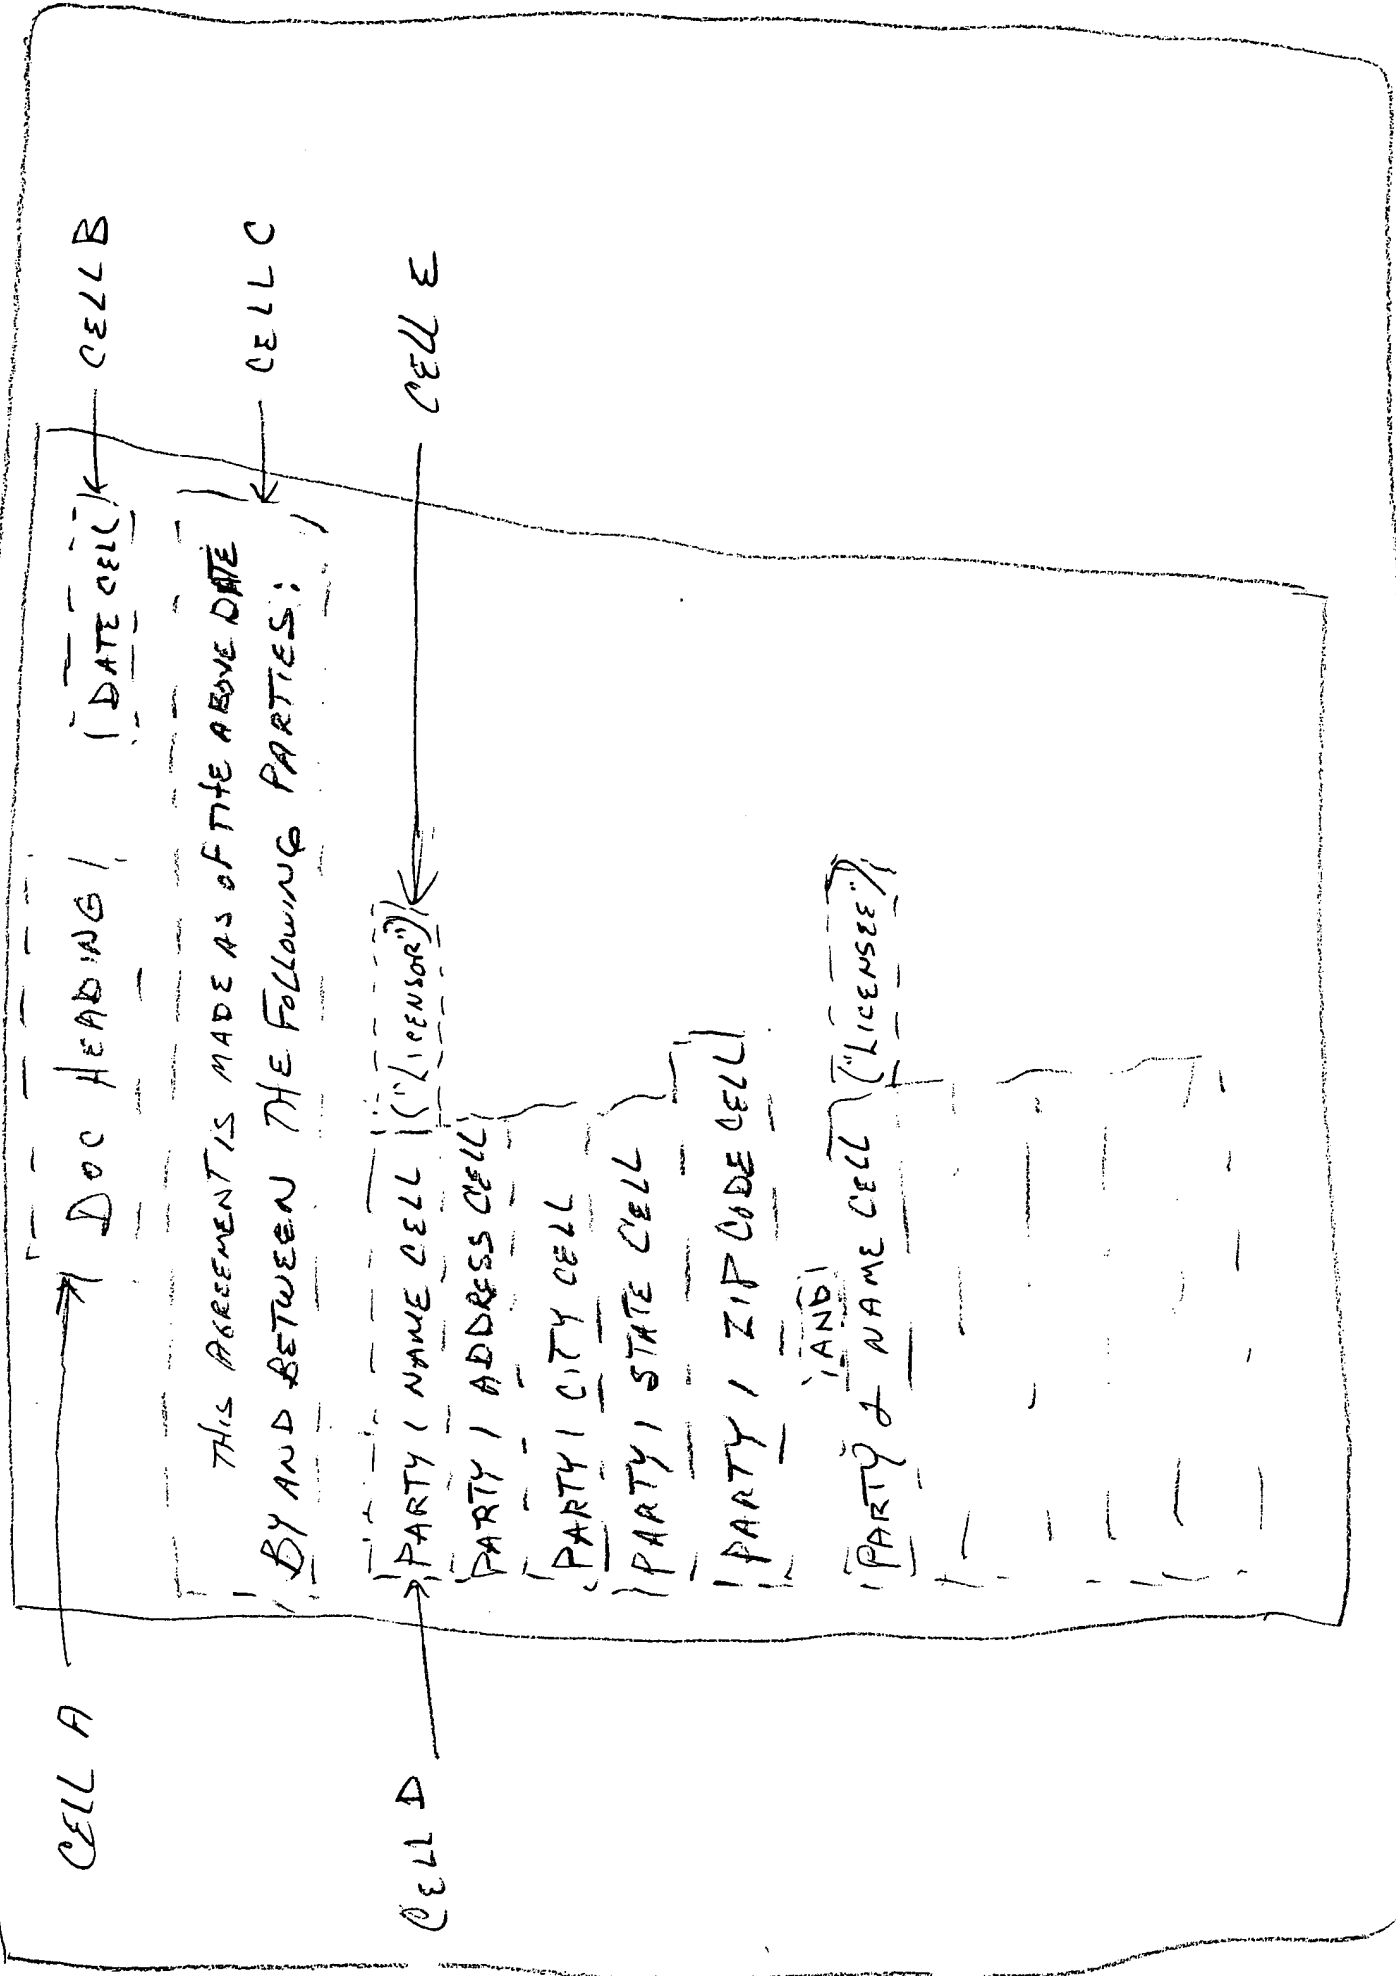 CELL A
DOC HEADING
DATE CELL
CELL B
THIS AGREEMENT IS MADE AS OF THE ABOVE DATE
BY AND BETWEEN THE FOLLOWING PARTIES:
CELL C
CELL D
PARTY 1 NAME CELL ("LICENSOR")
CELL E
PARTY 1 ADDRESS CELL
PARTY 1 CITY CELL
PARTY 1 STATE CELL
PARTY 1 ZIP CODE CELL
AND
PARTY 2 NAME CELL ("LICENSEE")